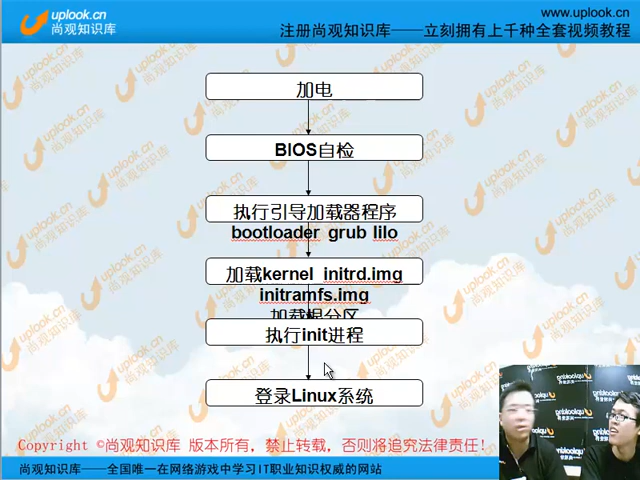 uplook.cn
尚观知识库
www.uplook.cn
注册尚观知识库——立刻拥有上千种全套视频教程
加电
BIOS自检
执行引导加载器程序
bootloader grub lilo
加载kernel initrd.img
initramfs.img
加载根分区
执行init进程
登录Linux系统
Copyright ©尚观知识库 版本所有，禁止转载，否则将追究法律责任！
尚观知识库——全国唯一在网络游戏中学习IT职业知识权威的网站